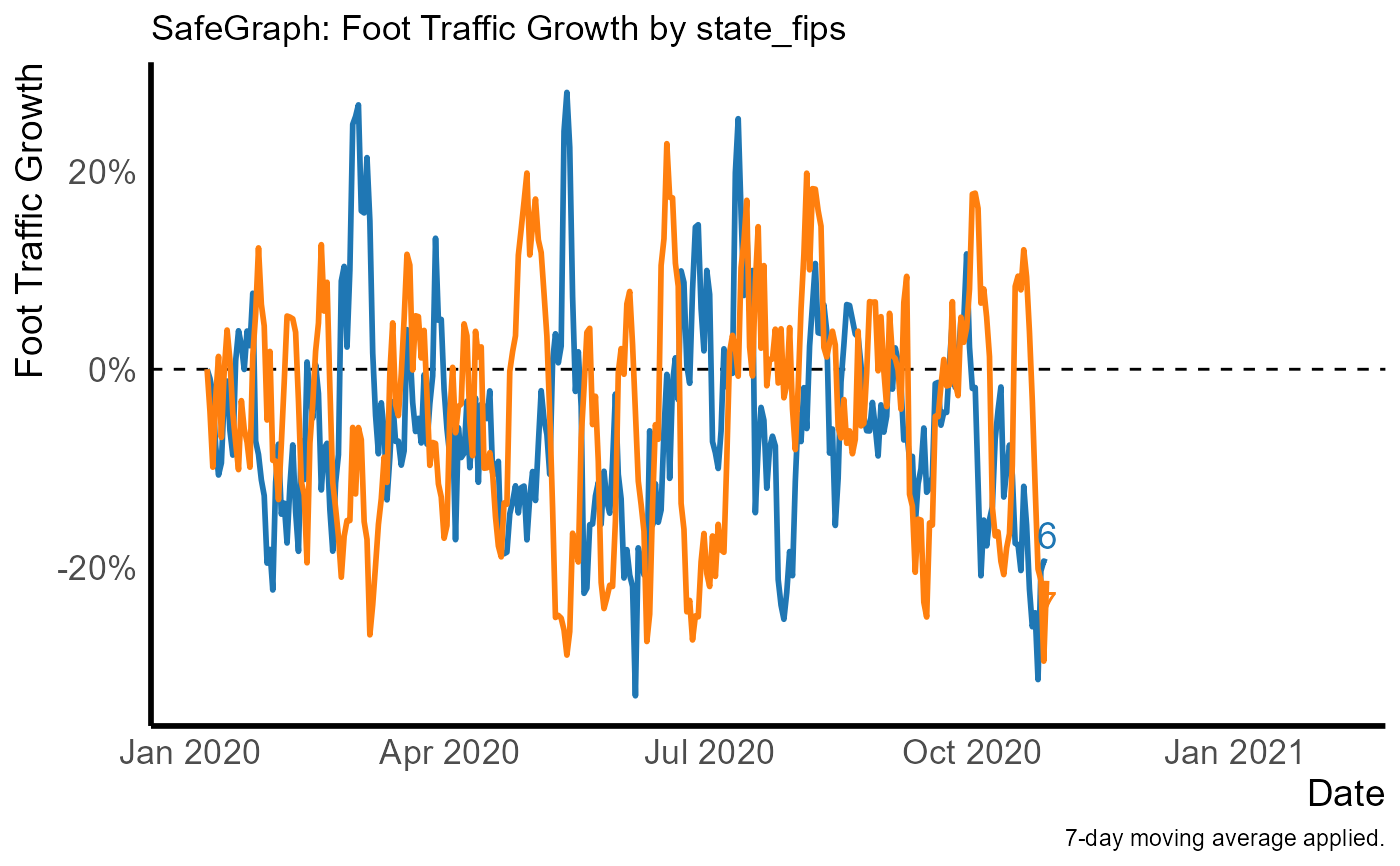 SafeGraph: Foot Traffic Growth by state_fips
Foot Traffic Growth
20%
0%
-20%
6
7
Jan 2020
Apr 2020
Jul 2020
Oct 2020
Jan 2021
Date
7-day moving average applied.